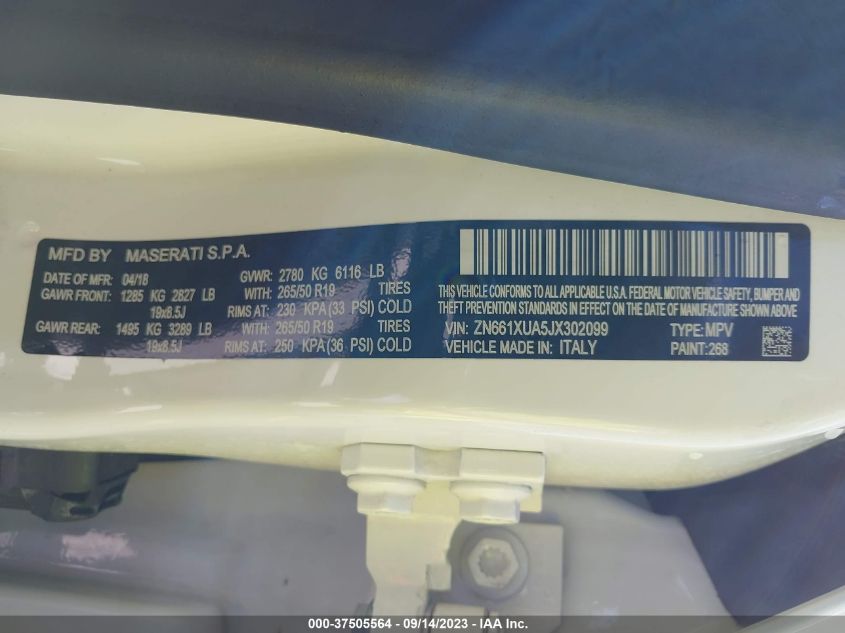 MFD BY MASERATI S.P.A.
DATE OF MFR: 04/18 GVWR: 2780 KG 6116 LB
GAWR FRONT: 1285 KG 2827 LB WITH: 265/50 R19 TIRES
19x8.5J RIMS AT: 230 KPA (33 PSI) COLD
GAWR REAR: 1495 KG 3289 LB WITH: 265/50 R19 TIRES
19x8.5J RIMS AT: 250 KPA (36 PSI) COLD
THIS VEHICLE CONFORMS TO ALL APPLICABLE U.S.A. FEDERAL MOTOR VEHICLE SAFETY, BUMPER AND
THEFT PREVENTION STANDARDS IN EFFECT ON THE DATE OF MANUFACTURE SHOWN ABOVE
VIN: ZN661XUA5JX302099 TYPE: MPV
VEHICLE MADE IN: ITALY PAINT: 268
000-37505564 - 09/14/2023 - IAA Inc.